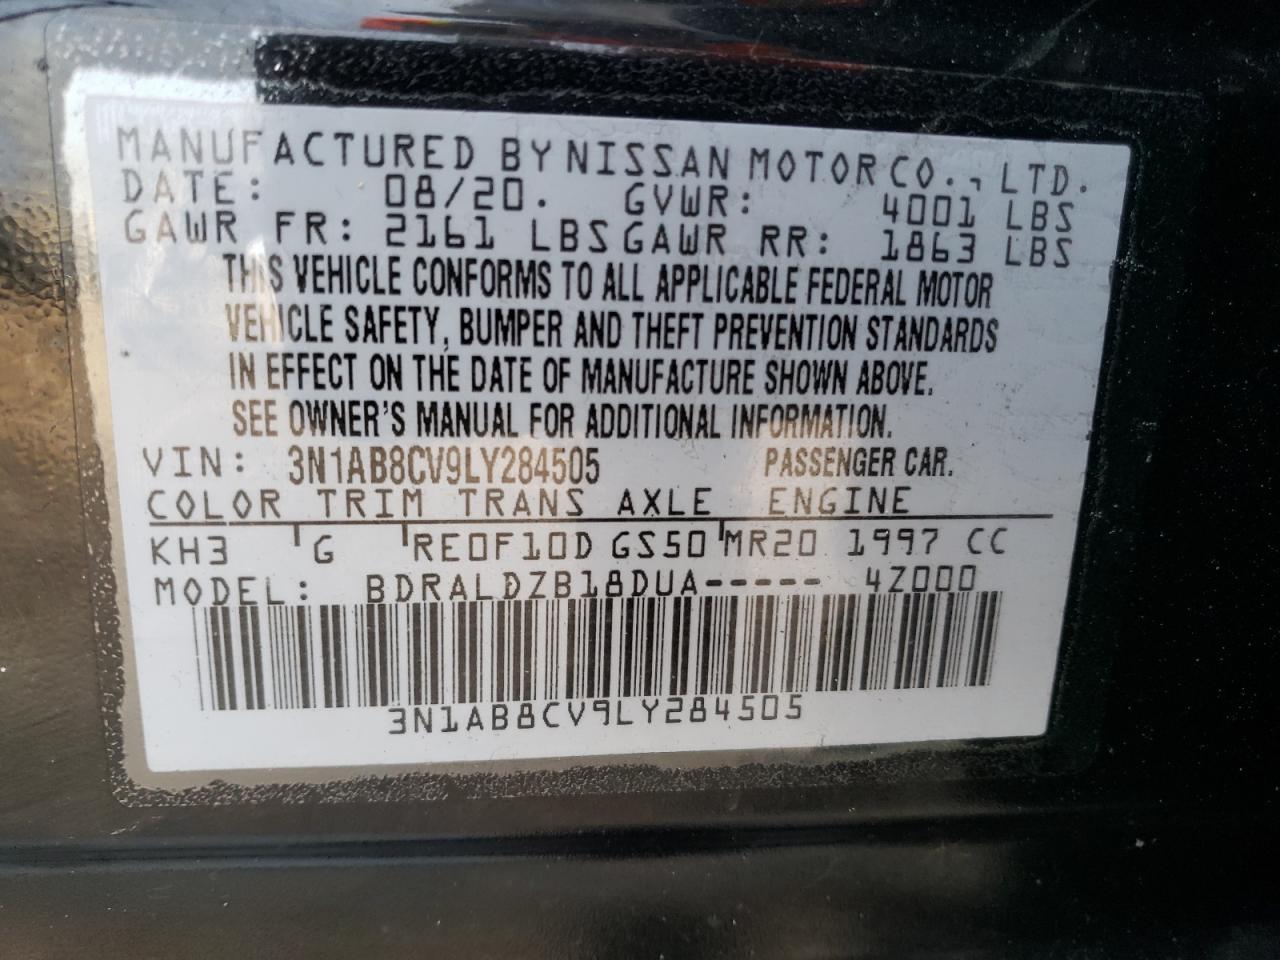 MANUFACTURED BY NISSAN MOTOR CO., LTD.
DATE: 08/20. GVWR: 4001 LBS
GAWR FR: 2161 LBS GAWR RR: 1863 LBS
THIS VEHICLE CONFORMS TO ALL APPLICABLE FEDERAL MOTOR
VEHICLE SAFETY, BUMPER AND THEFT PREVENTION STANDARDS
IN EFFECT ON THE DATE OF MANUFACTURE SHOWN ABOVE.
SEE OWNER'S MANUAL FOR ADDITIONAL INFORMATION.
VIN: 3N1AB8CV9LY284505 PASSENGER CAR.
COLOR TRIM TRANS AXLE ENGINE
KH3 G RE0F10D GS50 MR20 1997 CC
MODEL: BDRALDZB18DUA----- 4Z000
3N1AB8CV9LY284505